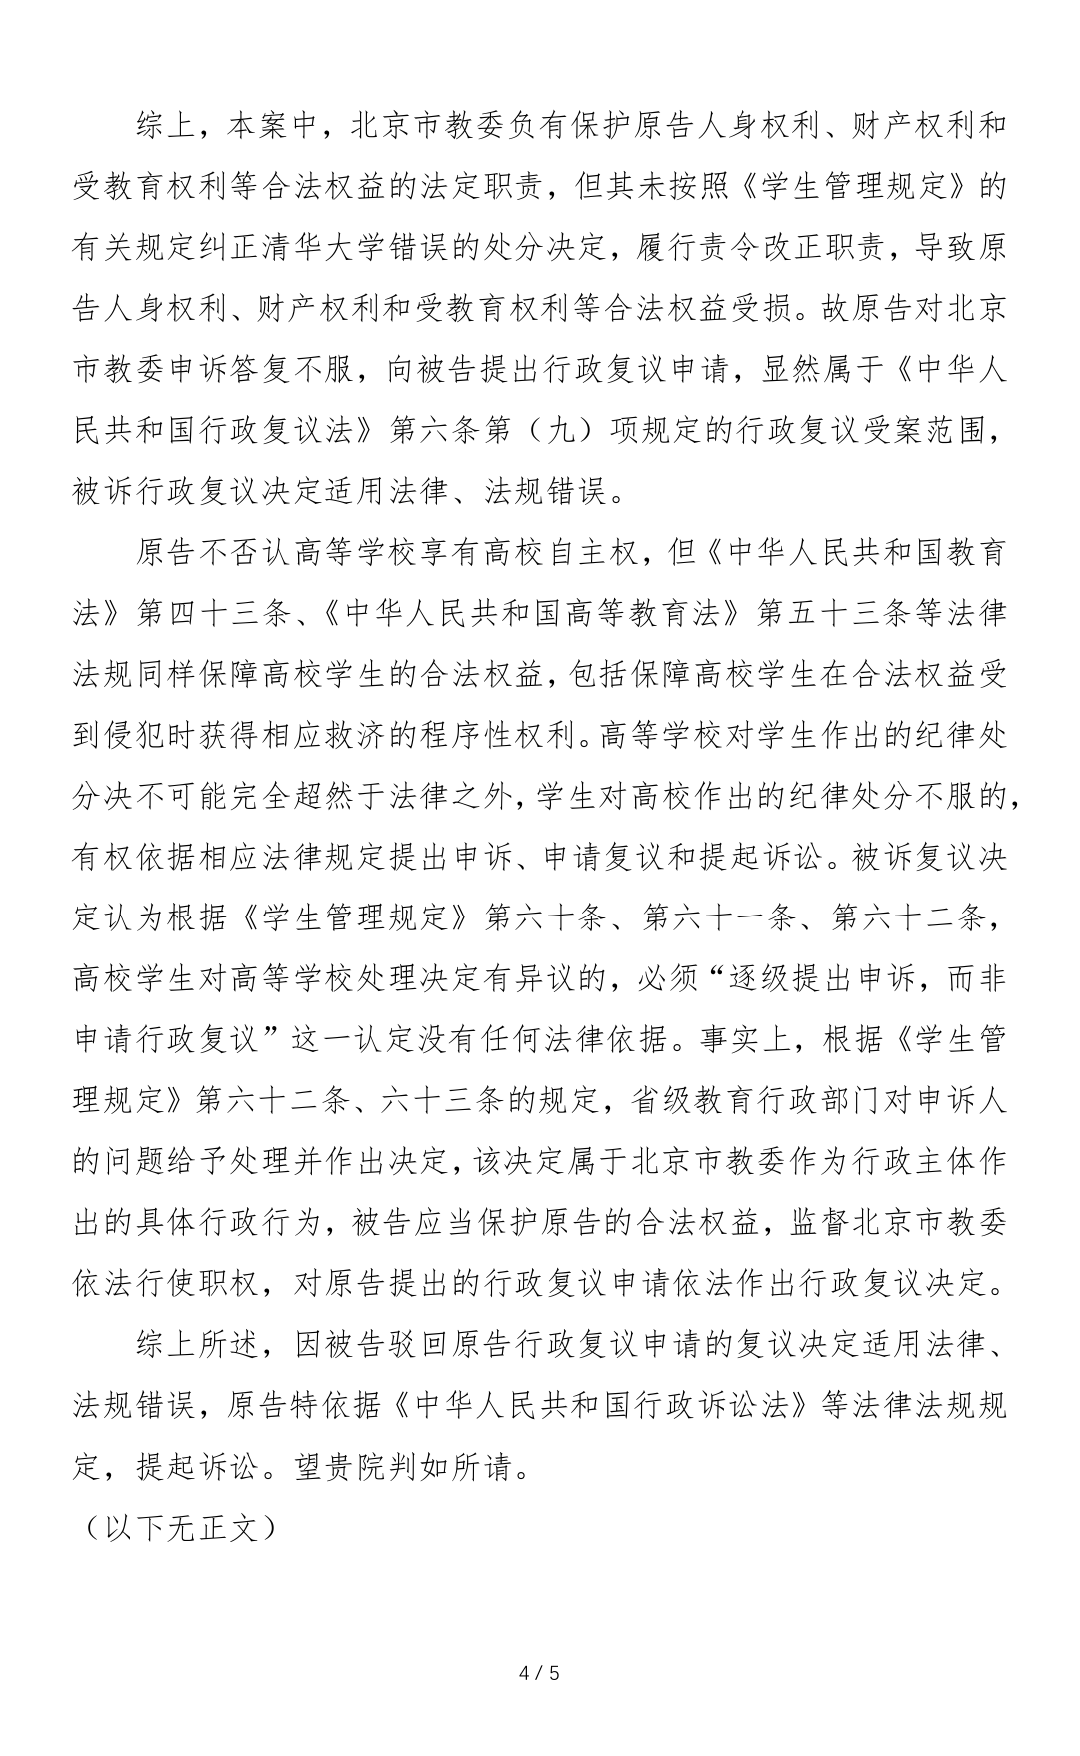 综上，本案中，北京市教委负有保护原告人身权利、财产权利和
受教育权利等合法权益的法定职责，但其未按照《学生管理规定》的
有关规定纠正清华大学错误的处分决定，履行责令改正职责，导致原
告人身权利、财产权利和受教育权利等合法权益受损。故原告对北京
市教委申诉答复不服，向被告提出行政复议申请，显然属于《中华人
民共和国行政复议法》第六条第（九）项规定的行政复议受案范围，
被诉行政复议决定适用法律、法规错误。
原告不否认高等学校享有高校自主权，但《中华人民共和国教育
法》第四十三条、《中华人民共和国高等教育法》第五十三条等法律
法规同样保障高校学生的合法权益，包括保障高校学生在合法权益受
到侵犯时获得相应救济的程序性权利。高等学校对学生作出的纪律处
分决不可能完全超然于法律之外，学生对高校作出的纪律处分不服的，
有权依据相应法律规定提出申诉、申请复议和提起诉讼。被诉复议决
定认为根据《学生管理规定》第六十条、第六十一条、第六十二条，
高校学生对高等学校处理决定有异议的，必须“逐级提出申诉，而非
申请行政复议”这一认定没有任何法律依据。事实上，根据《学生管
理规定》第六十二条、六十三条的规定，省级教育行政部门对申诉人
的问题给予处理并作出决定，该决定属于北京市教委作为行政主体作
出的具体行政行为，被告应当保护原告的合法权益，监督北京市教委
依法行使职权，对原告提出的行政复议申请依法作出行政复议决定。
综上所述，因被告驳回原告行政复议申请的复议决定适用法律、
法规错误，原告特依据《中华人民共和国行政诉讼法》等法律法规规
定，提起诉讼。望贵院判如所请。
（以下无正文）
4 / 5